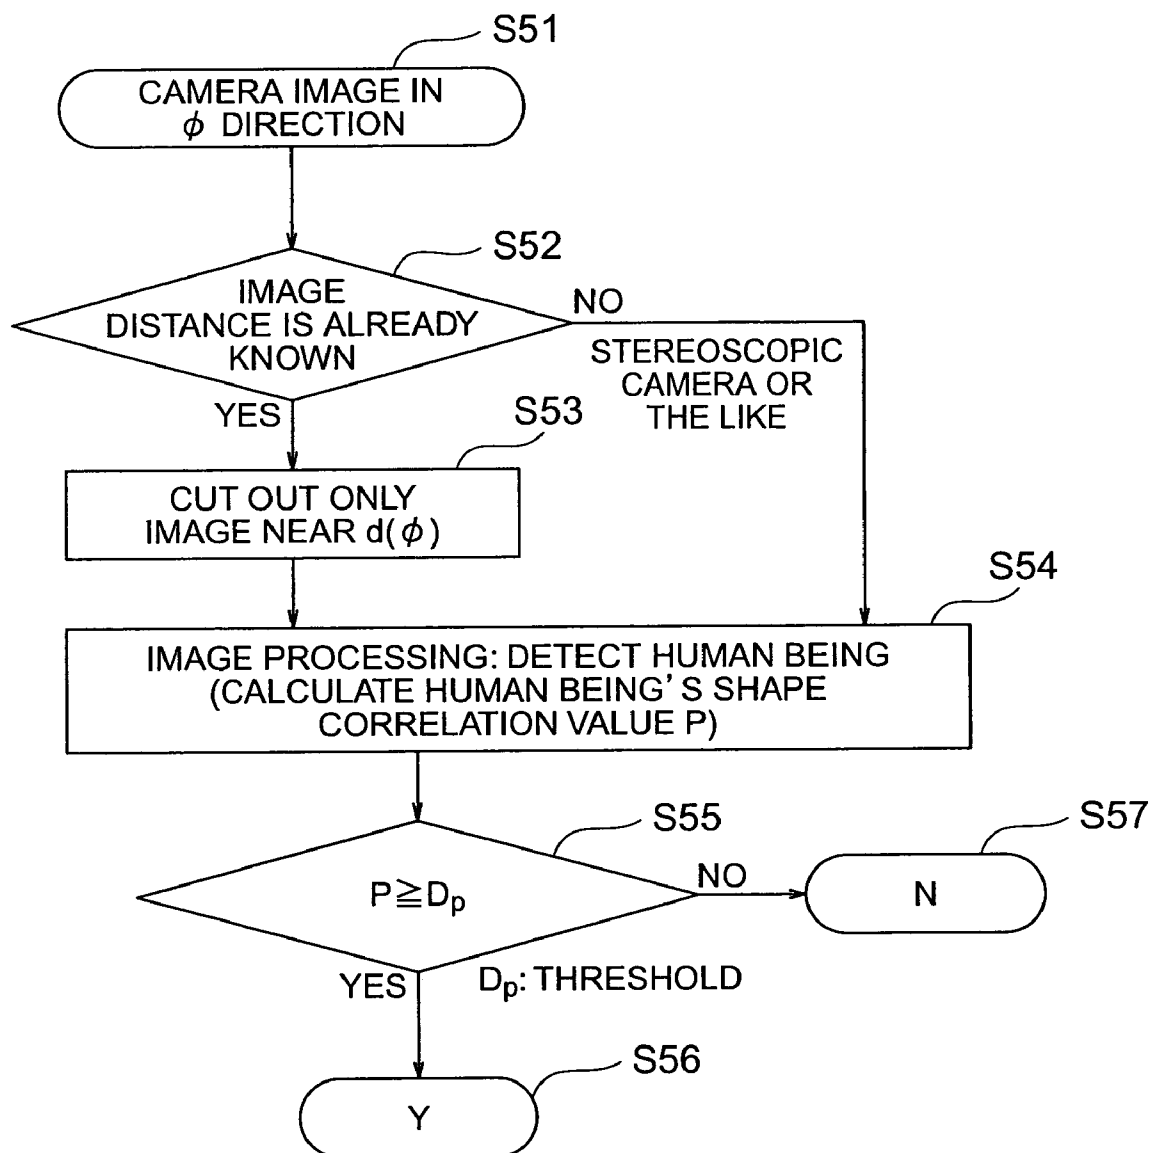 S51
CAMERA IMAGE IN
φ DIRECTION
S52
IMAGE
DISTANCE IS ALREADY
KNOWN
NO
STEREOSCOPIC
CAMERA OR
THE LIKE
YES
S53
CUT OUT ONLY
IMAGE NEAR d(φ)
S54
IMAGE PROCESSING: DETECT HUMAN BEING
(CALCULATE HUMAN BEING'S SHAPE
CORRELATION VALUE P)
S55
P≧Dp
NO
S57
N
YES
Dp: THRESHOLD
S56
Y